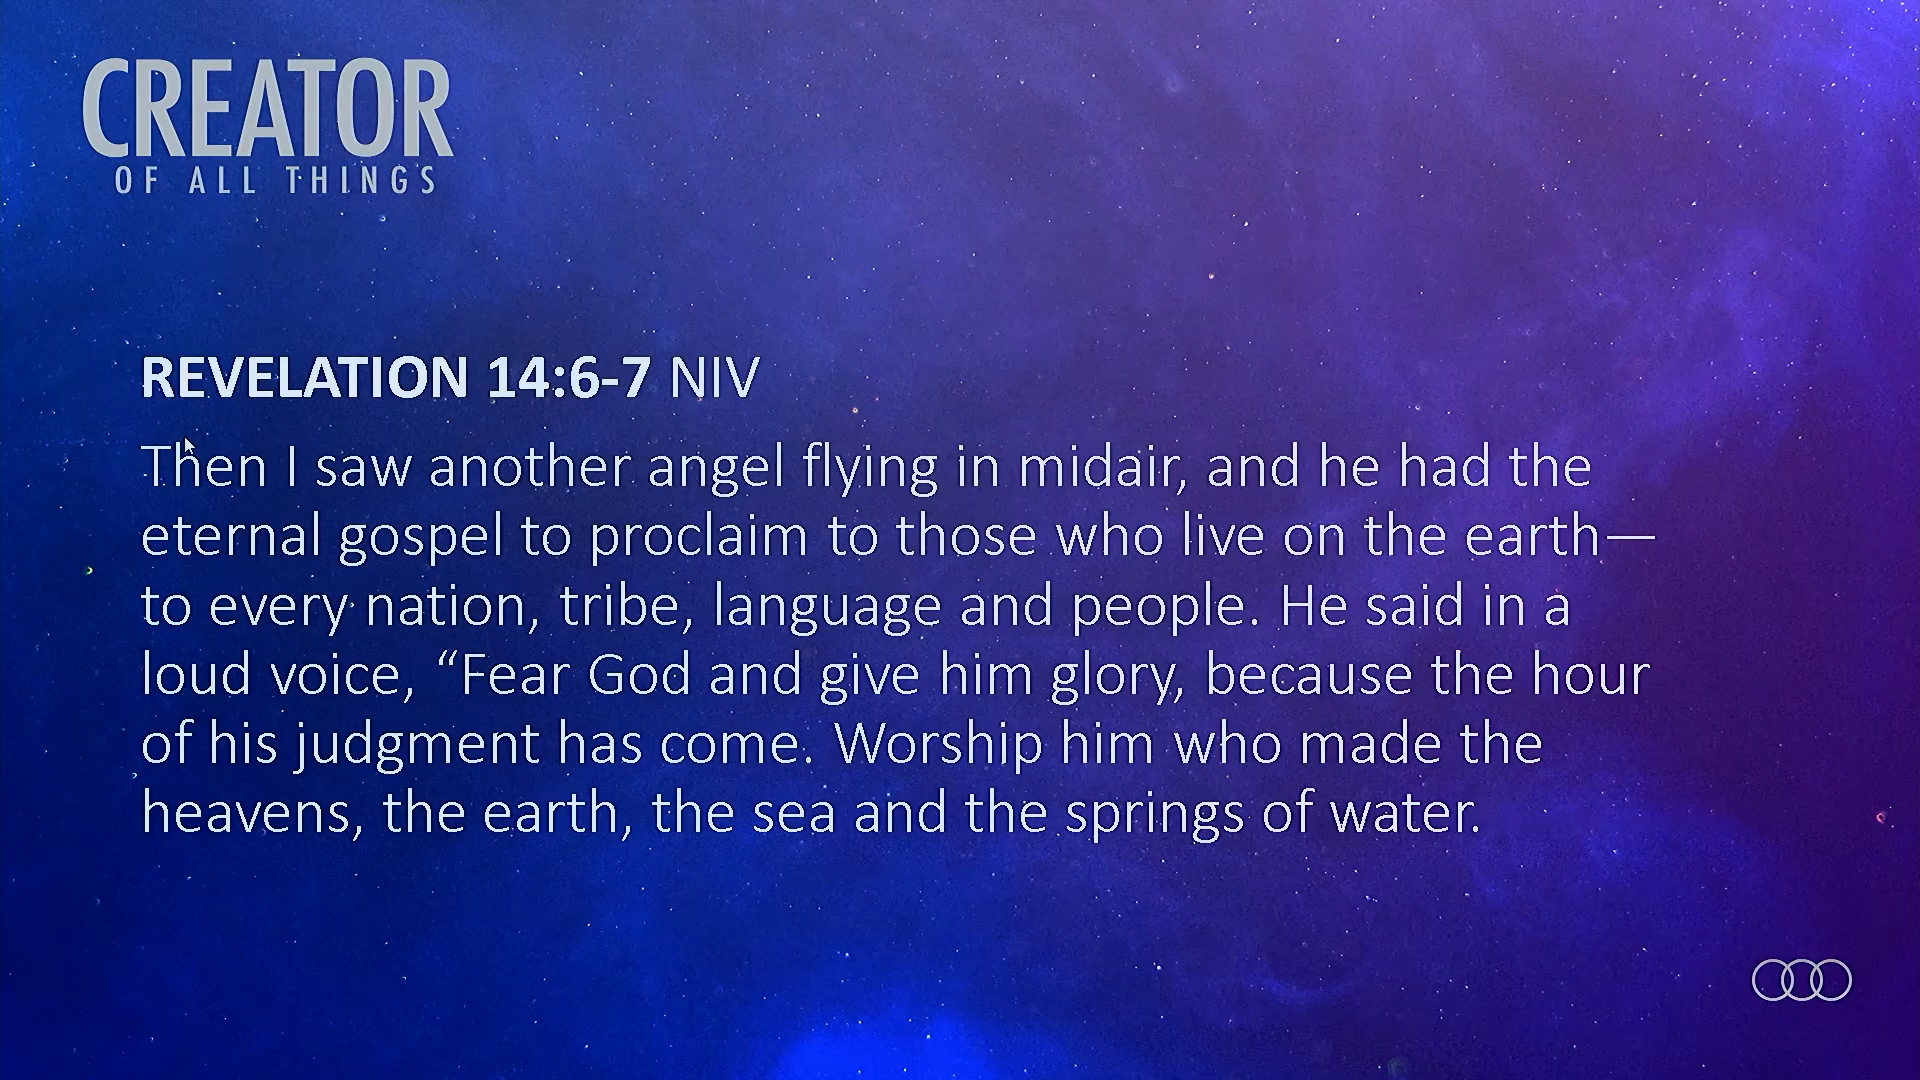 CREATOR
OF ALL THINGS
REVELATION 14:6-7 NIV
Then I saw another angel flying in midair, and he had the
eternal gospel to proclaim to those who live on the earth—
to every nation, tribe, language and people. He said in a
loud voice, “Fear God and give him glory, because the hour
of his judgment has come. Worship him who made the
heavens, the earth, the sea and the springs of water.